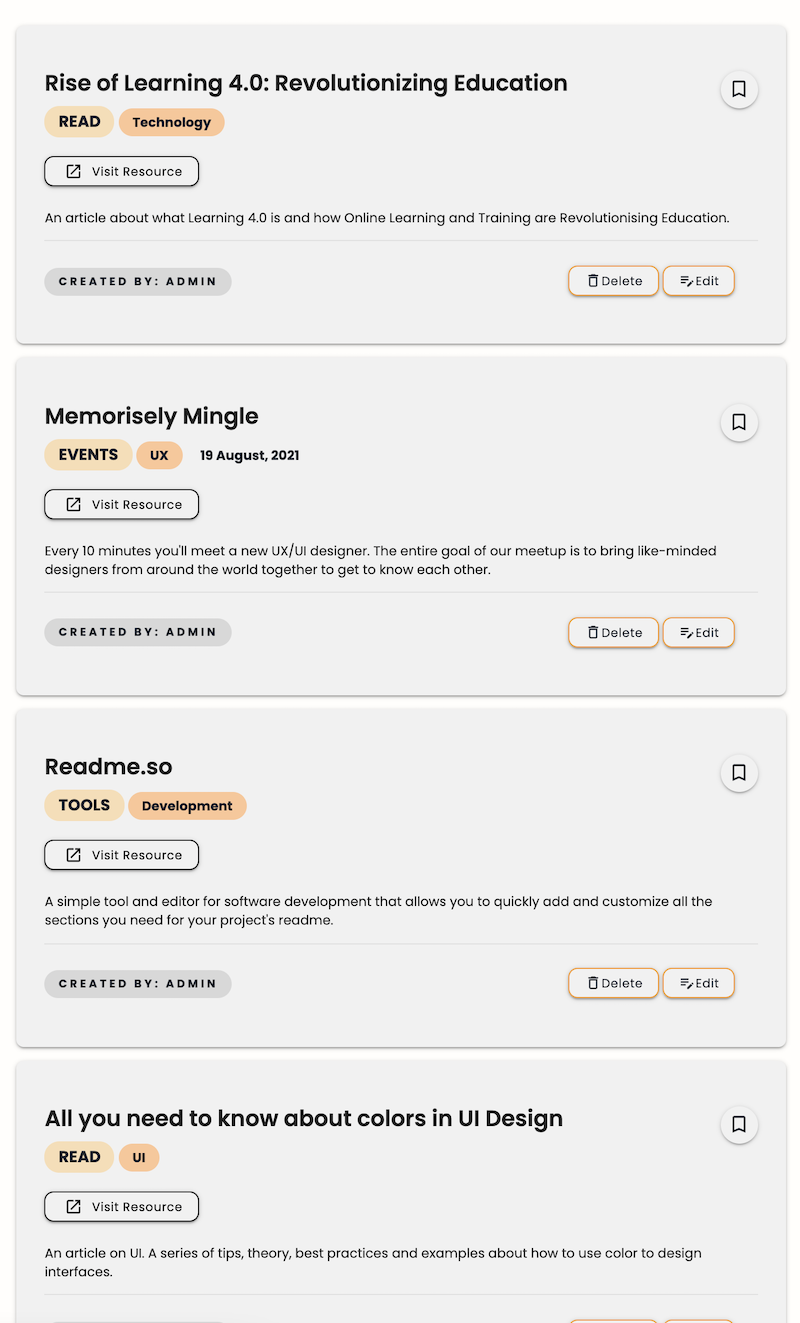 Rise of Learning 4.0: Revolutionizing Education
READ Technology
Visit Resource
An article about what Learning 4.0 is and how Online Learning and Training are Revolutionising Education.
CREATED BY: ADMIN Delete Edit
Memorisely Mingle
EVENTS UX 19 August, 2021
Visit Resource
Every 10 minutes you'll meet a new UX/UI designer. The entire goal of our meetup is to bring like-minded
designers from around the world together to get to know each other.
CREATED BY: ADMIN Delete Edit
Readme.so
TOOLS Development
Visit Resource
A simple tool and editor for software development that allows you to quickly add and customize all the
sections you need for your project's readme.
CREATED BY: ADMIN Delete Edit
All you need to know about colors in UI Design
READ UI
Visit Resource
An article on UI. A series of tips, theory, best practices and examples about how to use color to design
interfaces.